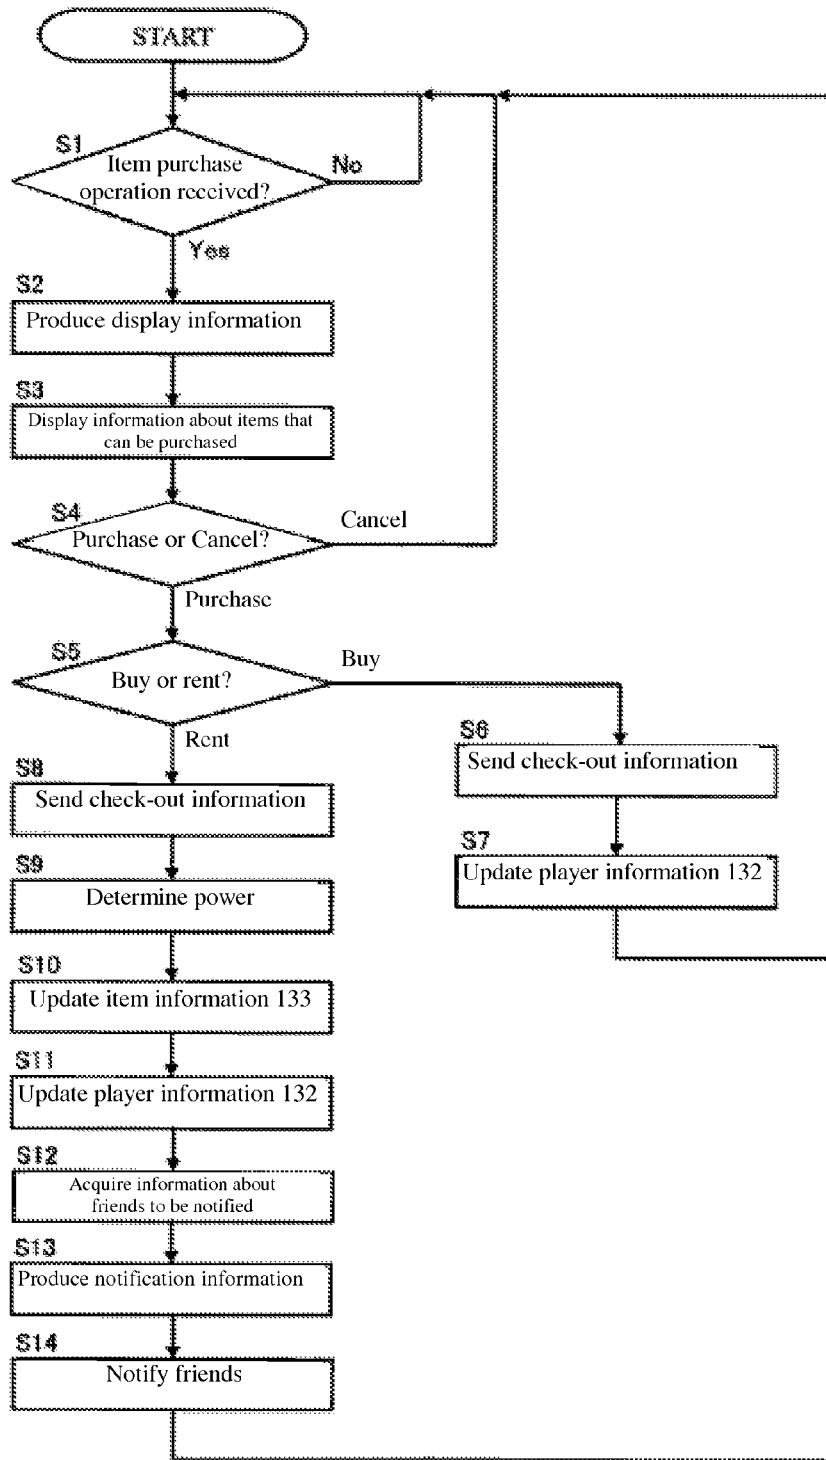 START
S1
Item purchase
operation received?
No
Yes
S2
Produce display information
S3
Display information about items that
can be purchased
S4
Purchase or Cancel?
Cancel
Purchase
S5
Buy or rent?
Buy
Rent
S6
Send check-out information
S7
Update player information 132
S8
Send check-out information
S9
Determine power
S10
Update item information 133
S11
Update player information 132
S12
Acquire information about
friends to be notified
S13
Produce notification information
S14
Notify friends